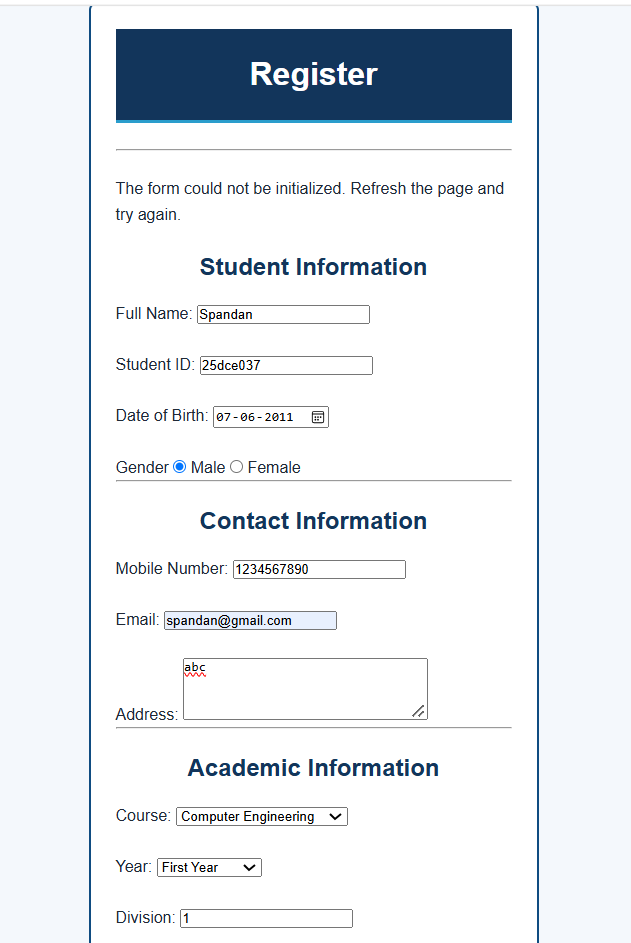 Register
The form could not be initialized. Refresh the page and
try again.
Student Information
Full Name: Spandan
Student ID: 25dce037
Date of Birth: 07-06-2011
Gender Male Female
Contact Information
Mobile Number: 1234567890
Email: spandan@gmail.com
abc
Address:
Academic Information
Course: Computer Engineering
Year: First Year
Division: 1